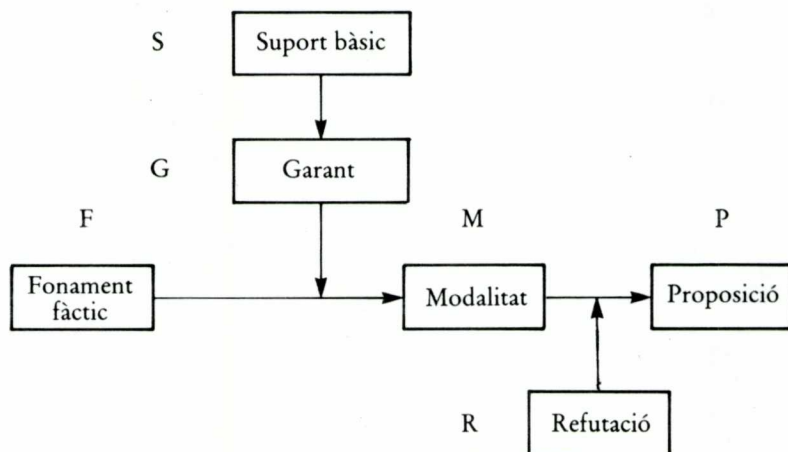 S
Suport bàsic
G
Garant
F
M
P
Fonament
fàctic
Modalitat
Proposició
R
Refutació